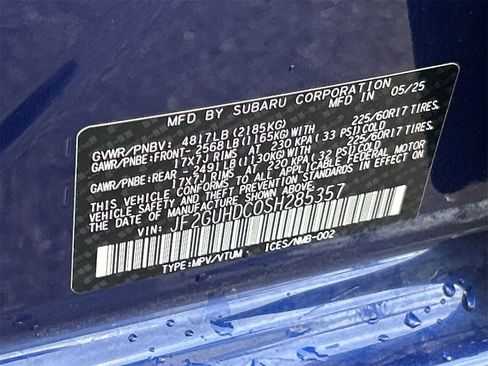 MFD BY SUBARU CORPORATION
MFD IN 05/25
GVWR/PNBV: 4817LB(2185KG)
GAWR/PNBE:FRONT-2568LB(1165KG)WITH 225/60R17 TIRES,
17x7J RIMS AT 230 KPA(33 PSI)COLD
GAWR/PNBE:REAR -2491LB(1130KG)WITH 225/60R17 TIRES,
17x7J RIMS AT 220 KPA(32 PSI)COLD
THIS VEHICLE CONFORMS TO ALL APPLICABLE FEDERAL MOTOR
VEHICLE SAFETY AND THEFT PREVENTION STANDARDS IN EFFECT
ON THE DATE OF MANUFACTURE SHOWN ABOVE.
VIN: JF2GUHDC0SH285357
TYPE:MPV/VTUM ICES/NMB-002